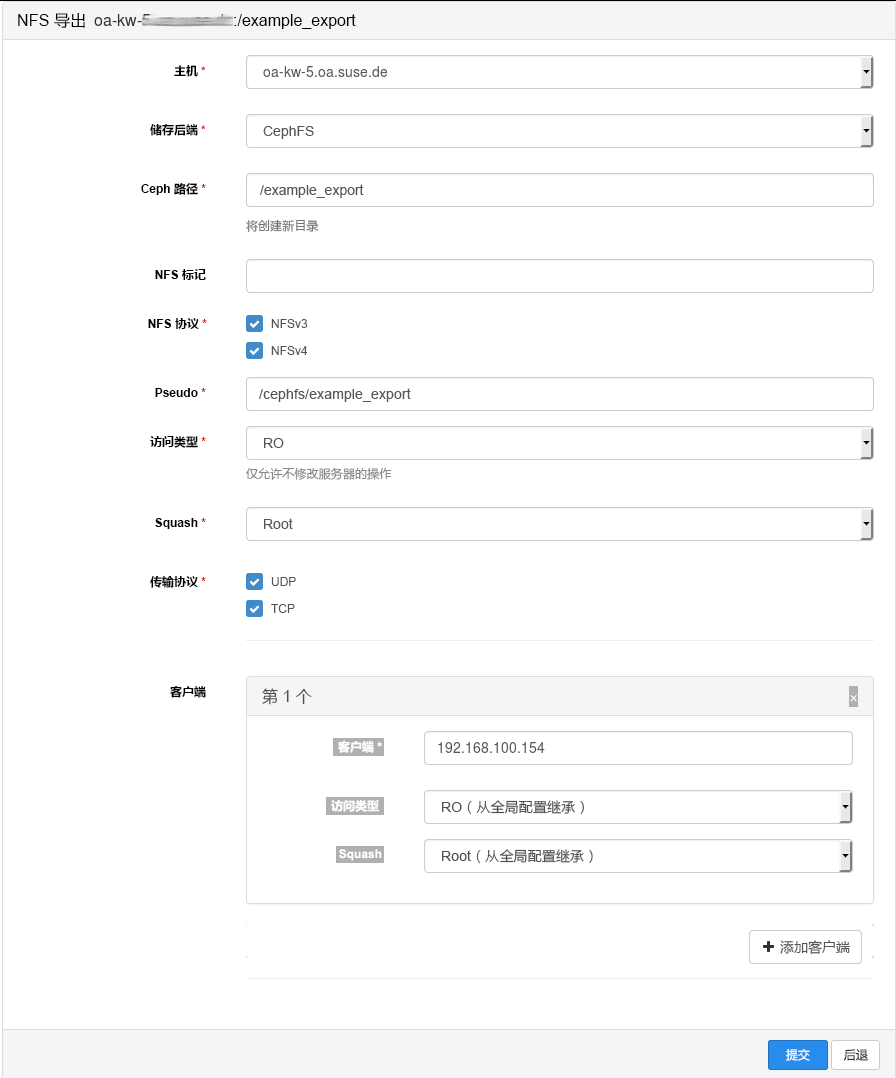 NFS 导出 oa-kw-5 :/example_export
主机 * oa-kw-5.oa.suse.de
储存后端 * CephFS
Ceph 路径 * /example_export
将创建新目录
NFS 标记
NFS 协议 * NFSv3
NFSv4
Pseudo * /cephfs/example_export
访问类型 * RO
仅允许不修改服务器的操作
Squash * Root
传输协议 * UDP
TCP
客户端 第 1 个 ×
客户端 * 192.168.100.154
访问类型 RO（从全局配置继承）
Squash Root（从全局配置继承）
添加客户端
提交 后退